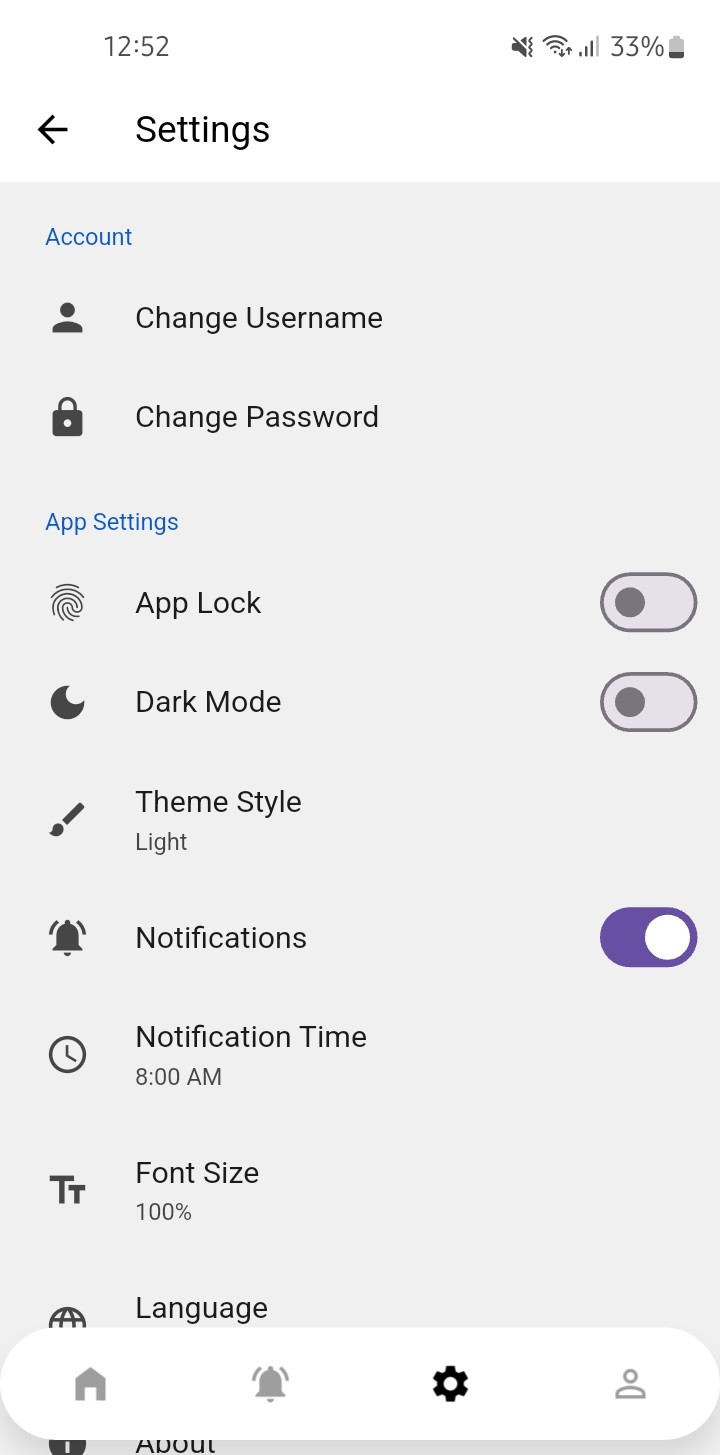 12:52 33%
Settings
Account
Change Username
Change Password
App Settings
App Lock
Dark Mode
Theme Style
Light
Notifications
Notification Time
8:00 AM
Font Size
100%
Language
About